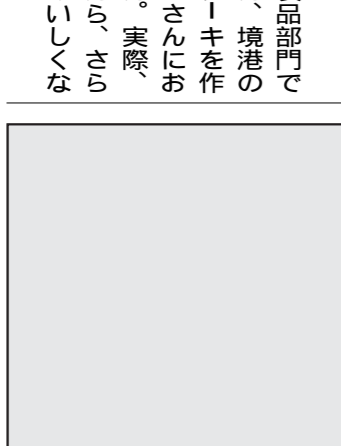 品部門で
、境港の
ーキを作
さんにお
。実際、
ら、さら
いしくな